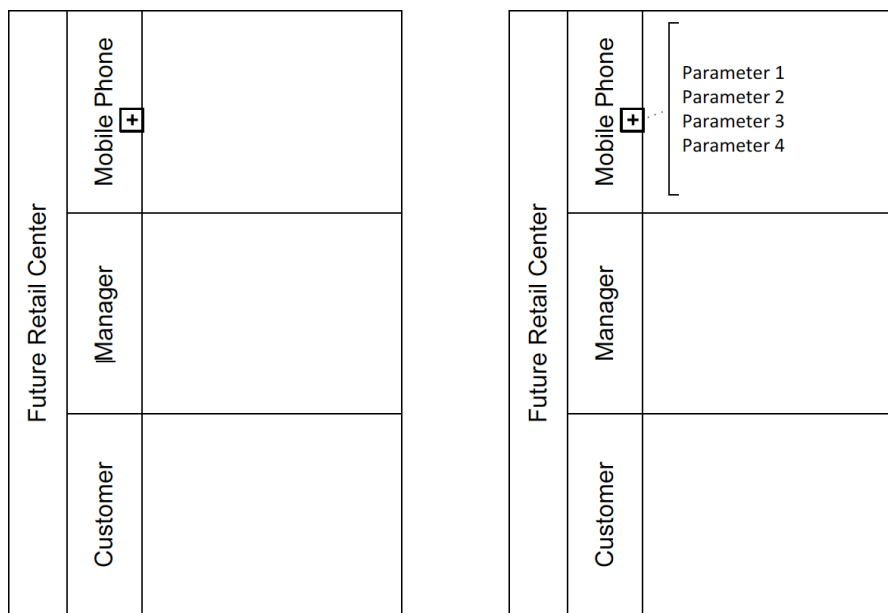 Future Retail Center
Mobile Phone
+
Manager
Customer
Future Retail Center
Mobile Phone
+
Parameter 1
Parameter 2
Parameter 3
Parameter 4
Manager
Customer